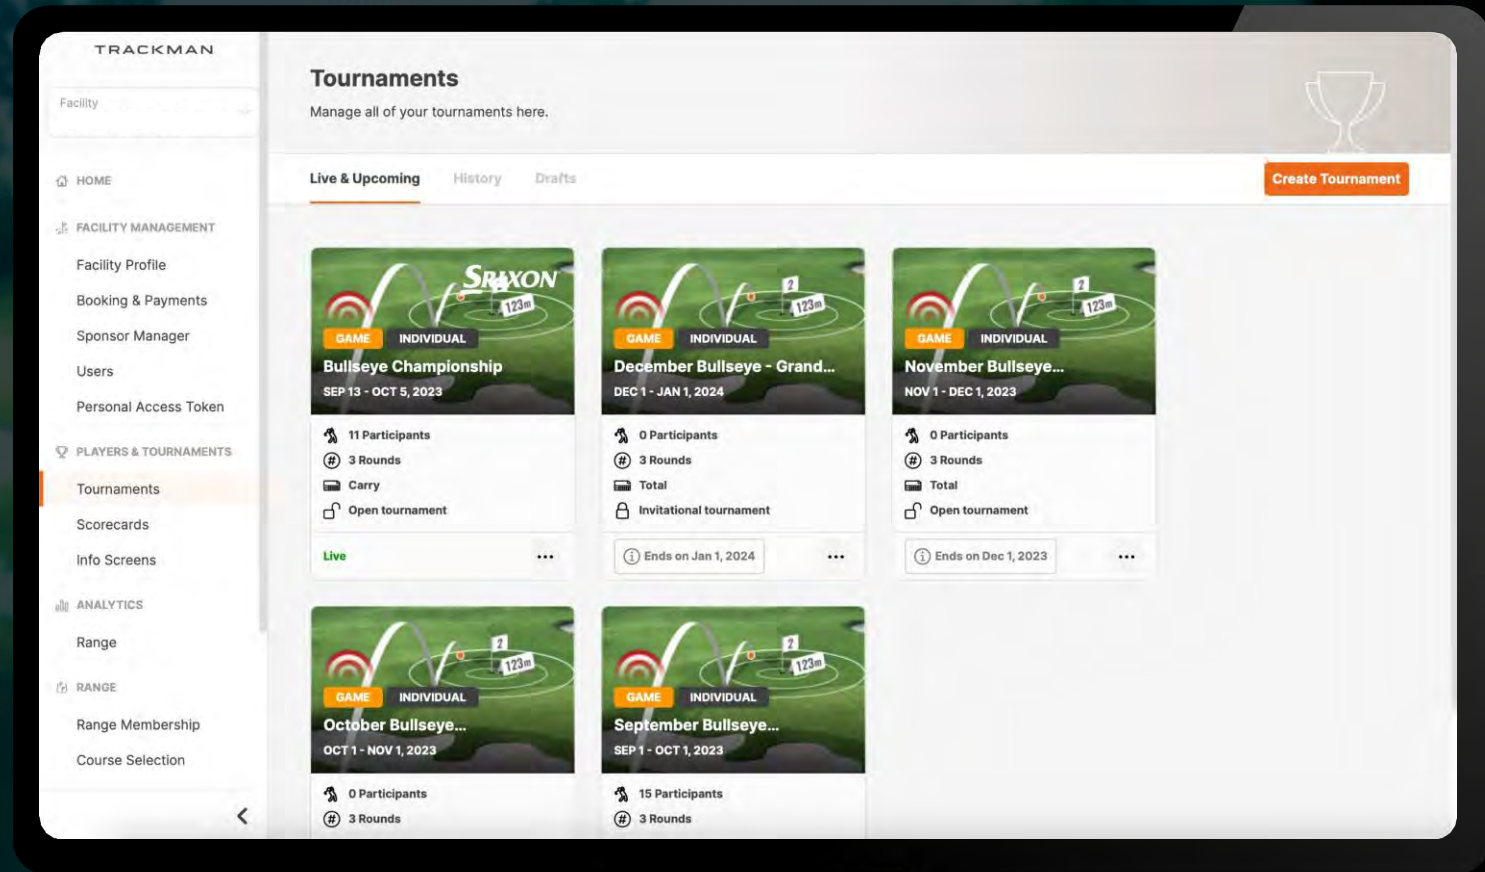 TRACKMAN
Facility
HOME
FACILITY MANAGEMENT
Facility Profile
Booking & Payments
Sponsor Manager
Users
Personal Access Token
PLAYERS & TOURNAMENTS
Tournaments
Scorecards
Info Screens
ANALYTICS
Range
RANGE
Range Membership
Course Selection
Tournaments
Manage all of your tournaments here.
Live & Upcoming
History
Drafts
Create Tournament
SRIXON
2
123m
GAME
INDIVIDUAL
Bullseye Championship
SEP 13 - OCT 5, 2023
11 Participants
# 3 Rounds
Carry
Open tournament
Live
2
123m
GAME
INDIVIDUAL
December Bullseye - Grand...
DEC 1 - JAN 1, 2024
0 Participants
# 3 Rounds
Total
Invitational tournament
Ends on Jan 1, 2024
2
123m
GAME
INDIVIDUAL
November Bullseye...
NOV 1 - DEC 1, 2023
0 Participants
# 3 Rounds
Total
Open tournament
Ends on Dec 1, 2023
2
123m
GAME
INDIVIDUAL
October Bullseye...
OCT 1 - NOV 1, 2023
0 Participants
# 3 Rounds
2
123m
GAME
INDIVIDUAL
September Bullseye...
SEP 1 - OCT 1, 2023
15 Participants
# 3 Rounds